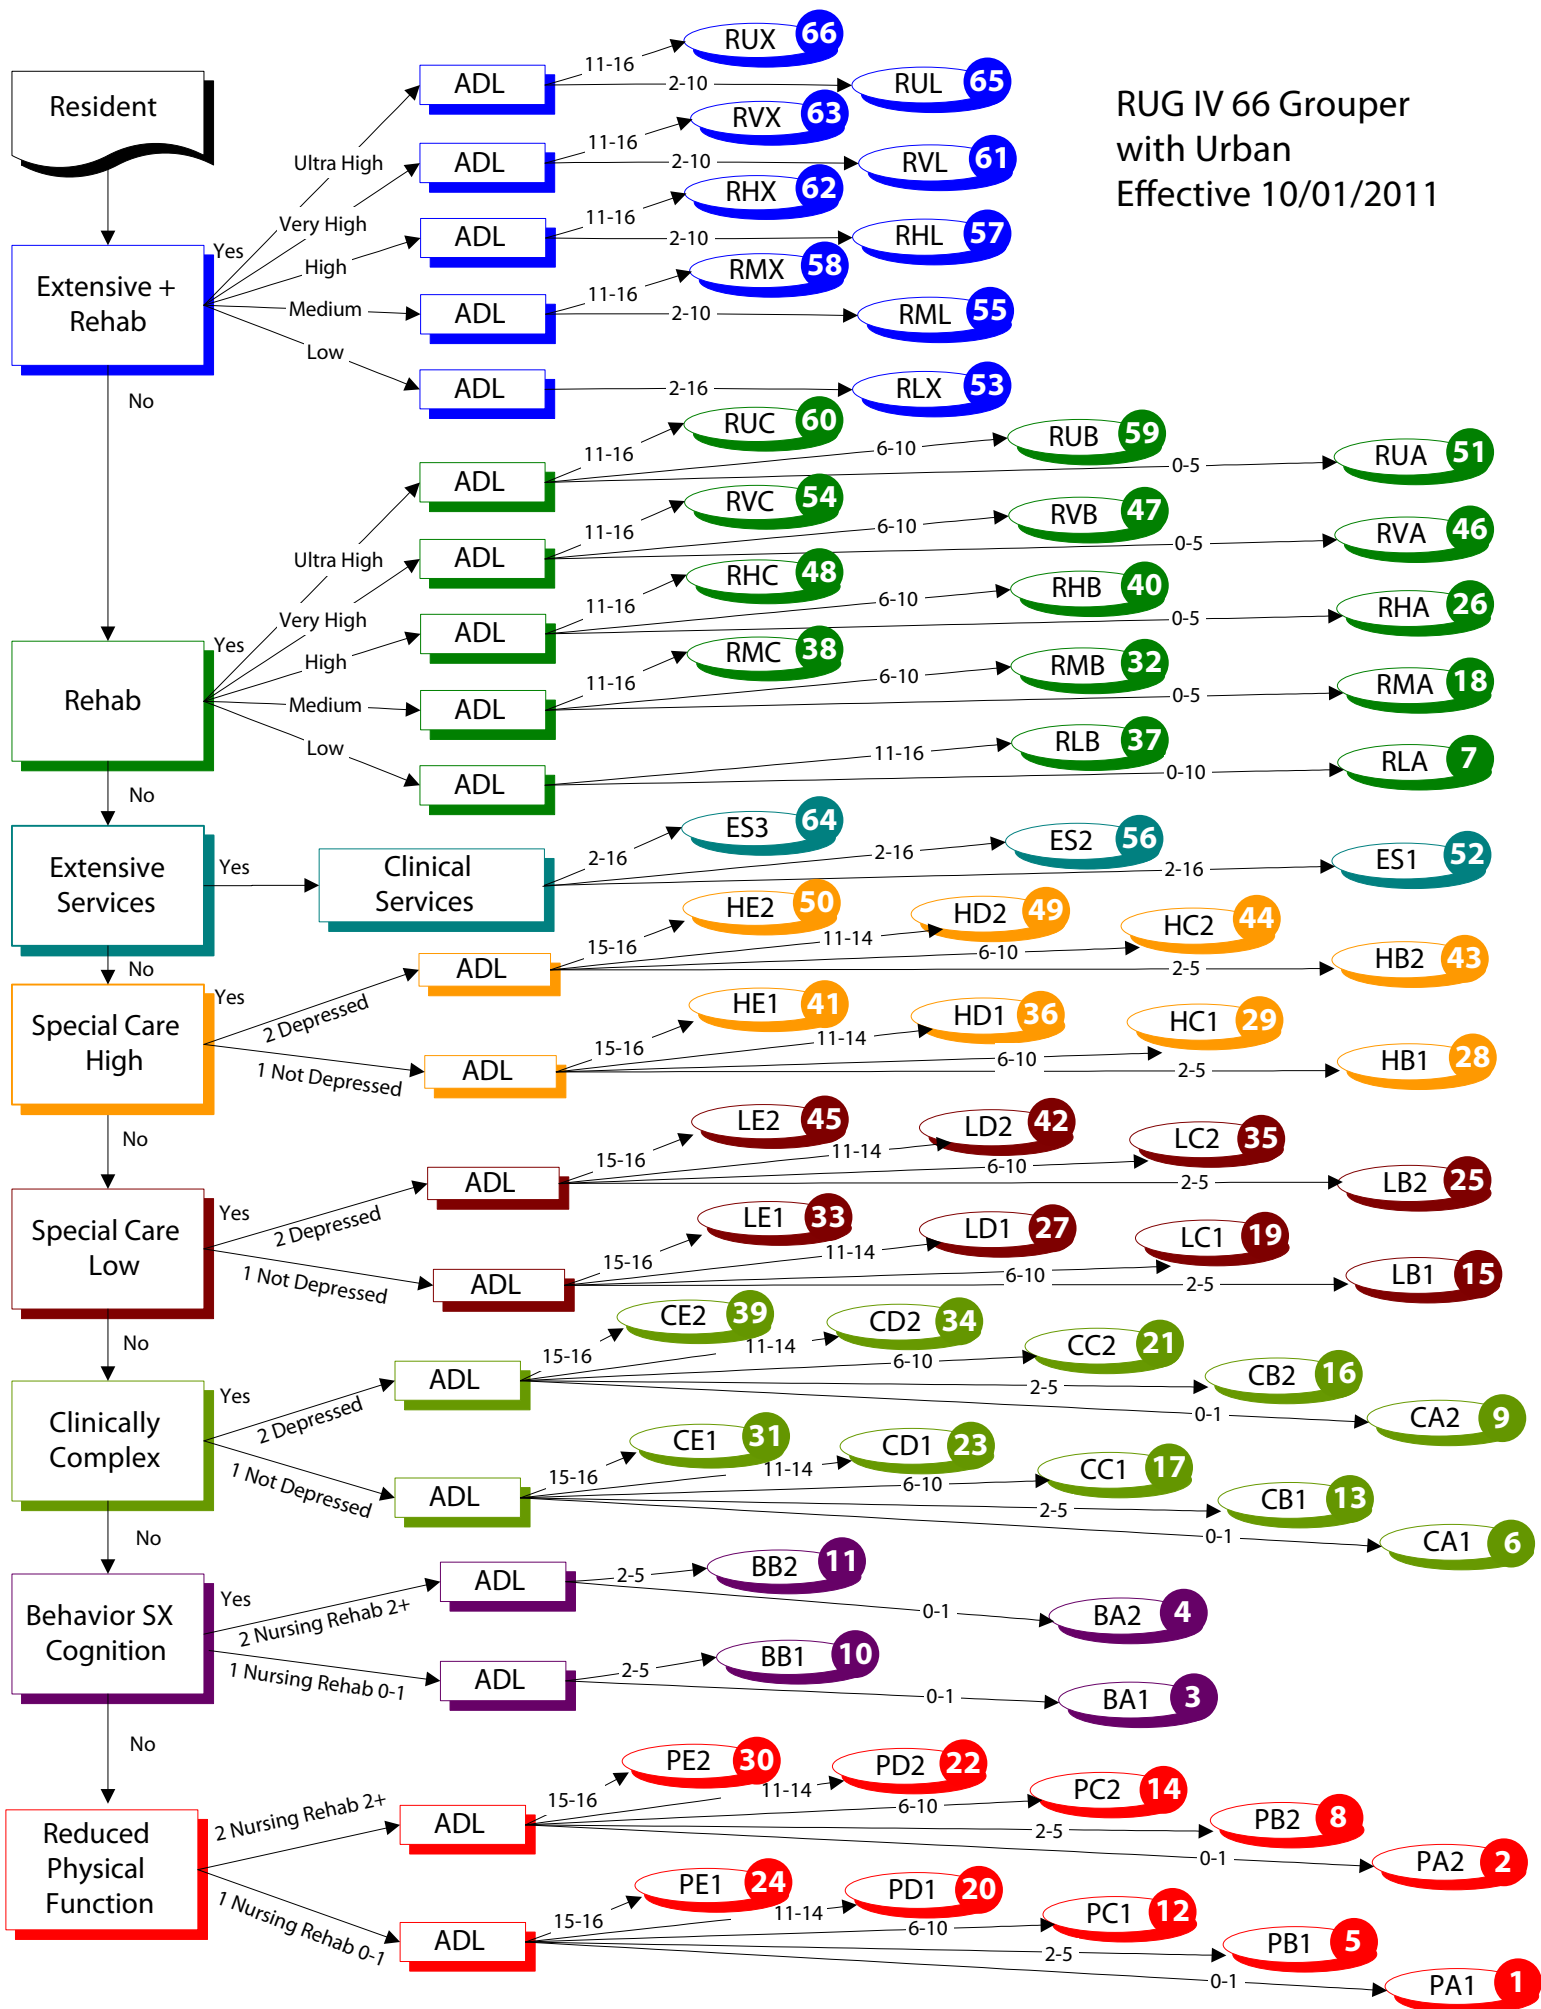 RUG IV 66 Grouper
with Urban
Effective 10/01/2011
Resident
Extensive +
Rehab
Yes
No
Ultra High
ADL
11-16
RUX 66
2-10
RUL 65
Very High
ADL
11-16
RVX 63
2-10
RVL 61
High
ADL
11-16
RHX 62
2-10
RHL 57
Medium
ADL
11-16
RMX 58
2-10
RML 55
Low
ADL
2-16
RLX 53
Rehab
Yes
No
Ultra High
ADL
11-16
RUC 60
6-10
RUB 59
0-5
RUA 51
Very High
ADL
11-16
RVC 54
6-10
RVB 47
0-5
RVA 46
High
ADL
11-16
RHC 48
6-10
RHB 40
0-5
RHA 26
Medium
ADL
11-16
RMC 38
6-10
RMB 32
0-5
RMA 18
Low
ADL
11-16
RLB 37
0-10
RLA 7
Extensive
Services
Yes
No
Clinical
Services
2-16
ES3 64
2-16
ES2 56
2-16
ES1 52
Special Care
High
Yes
No
2 Depressed
ADL
15-16
HE2 50
11-14
HD2 49
6-10
HC2 44
2-5
HB2 43
1 Not Depressed
ADL
15-16
HE1 41
11-14
HD1 36
6-10
HC1 29
2-5
HB1 28
Special Care
Low
Yes
No
2 Depressed
ADL
15-16
LE2 45
11-14
LD2 42
6-10
LC2 35
2-5
LB2 25
1 Not Depressed
ADL
15-16
LE1 33
11-14
LD1 27
6-10
LC1 19
2-5
LB1 15
Clinically
Complex
Yes
No
2 Depressed
ADL
15-16
CE2 39
11-14
CD2 34
6-10
CC2 21
2-5
CB2 16
0-1
CA2 9
1 Not Depressed
ADL
15-16
CE1 31
11-14
CD1 23
6-10
CC1 17
2-5
CB1 13
0-1
CA1 6
Behavior SX
Cognition
Yes
No
2 Nursing Rehab 2+
ADL
2-5
BB2 11
0-1
BA2 4
1 Nursing Rehab 0-1
ADL
2-5
BB1 10
0-1
BA1 3
Reduced
Physical
Function
2 Nursing Rehab 2+
ADL
15-16
PE2 30
11-14
PD2 22
6-10
PC2 14
2-5
PB2 8
0-1
PA2 2
1 Nursing Rehab 0-1
ADL
15-16
PE1 24
11-14
PD1 20
6-10
PC1 12
2-5
PB1 5
0-1
PA1 1